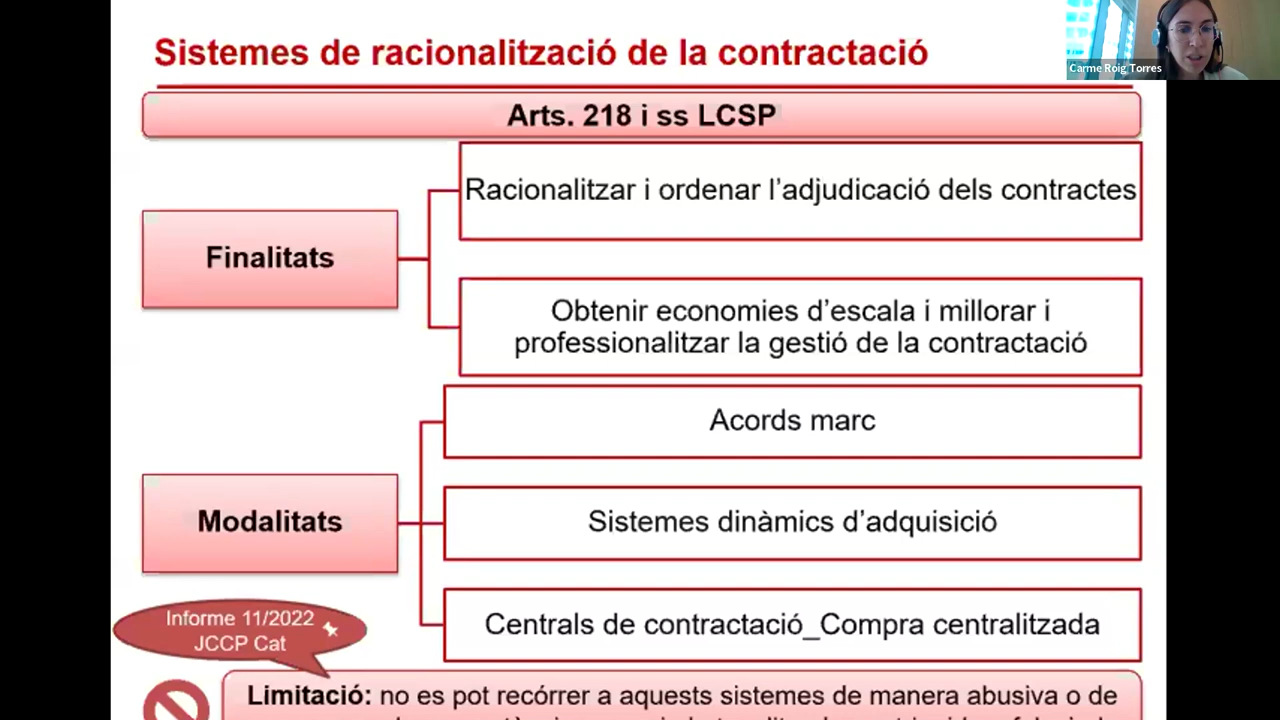 Sistemes de racionalització de la contractació
Carme Roig Torres
Arts. 218 i ss LCSP
Finalitats
Racionalitzar i ordenar l’adjudicació dels contractes
Obtenir economies d’escala i millorar i
professionalitzar la gestió de la contractació
Modalitats
Acords marc
Sistemes dinàmics d’adquisició
Centrals de contractació_Compra centralitzada
Informe 11/2022
JCCP Cat
Limitació: no es pot recórrer a aquests sistemes de manera abusiva o de